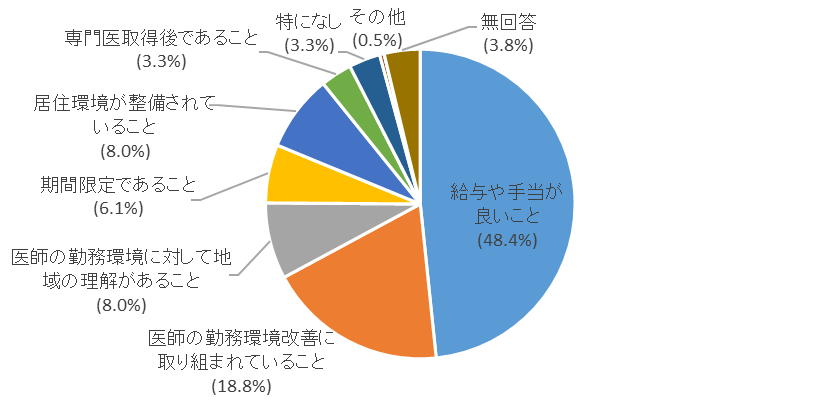 特になし
(3.3%)
その他
(0.5%)
無回答
(3.8%)
専門医取得後であること
(3.3%)
居住環境が整備されて
いること
(8.0%)
期間限定であること
(6.1%)
医師の勤務環境に対して地
域の理解があること
(8.0%)
医師の勤務環境改善に
取り組まれていること
(18.8%)
給与や手当が
良いこと
(48.4%)